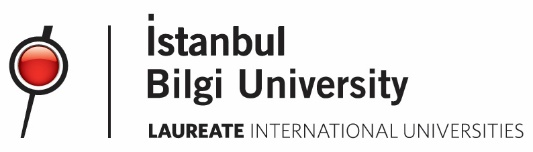 İstanbul
Bilgi University
LAUREATE INTERNATIONAL UNIVERSITIES